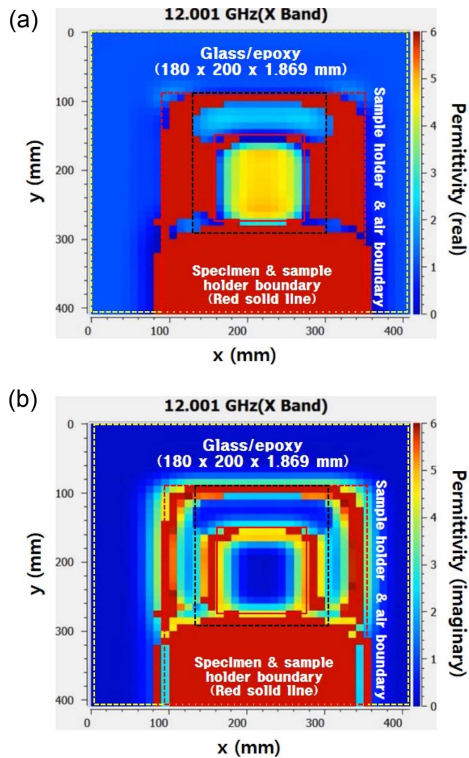 (a)
12.001 GHz(X Band)
Glass/epoxy
(180 x 200 x 1.869 mm)
Sample holder & air boundary
Specimen & sample
holder boundary
(Red solid line)
0
100
200
300
400
y (mm)
0
100
200
300
400
x (mm)
6
5
4
3
2
1
0
Permittivity (real)
(b)
12.001 GHz(X Band)
Glass/epoxy
(180 x 200 x 1.869 mm)
Sample holder & air boundary
Specimen & sample
holder boundary
(Red solid line)
0
100
200
300
400
y (mm)
0
100
200
300
400
x (mm)
6
5
4
3
2
1
0
Permittivity (imaginary)